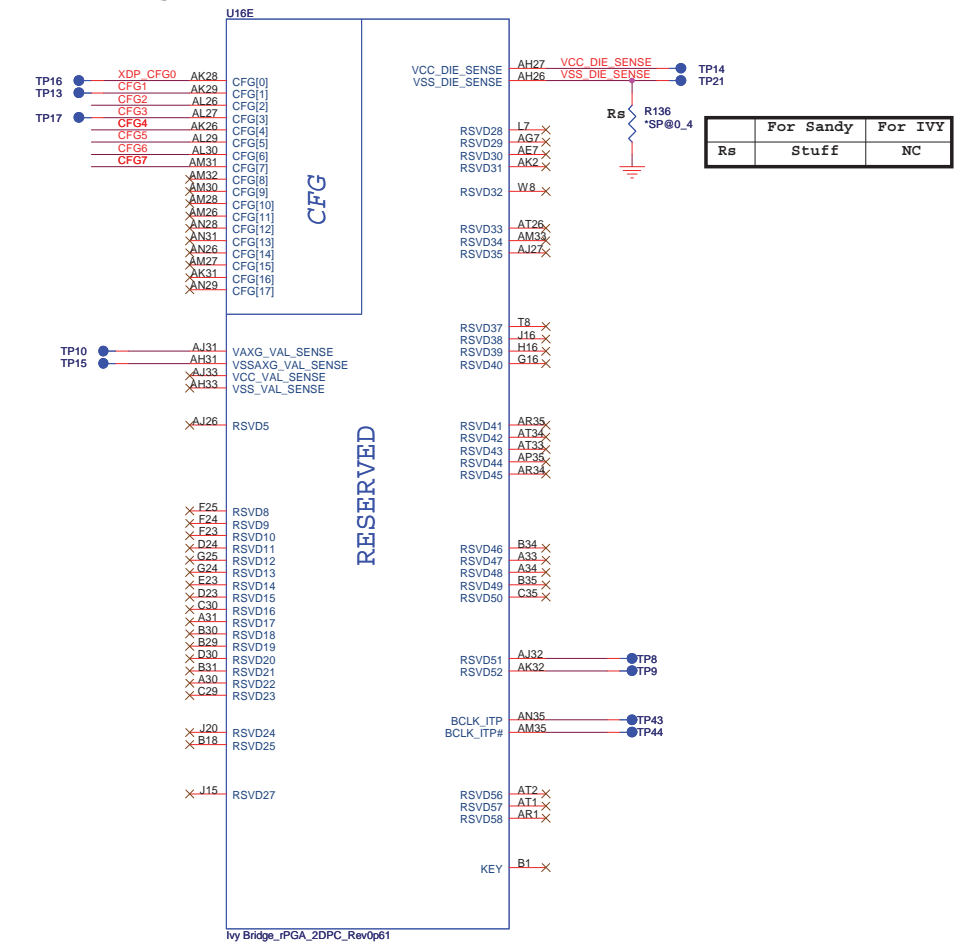 U16E
TP16 XDP_CFG0 AK28 CFG[0]
TP13 CFG1 AK29 CFG[1]
CFG2 AL26 CFG[2]
TP17 CFG3 AL27 CFG[3]
CFG4 AK26 CFG[4]
CFG5 AL29 CFG[5]
CFG6 AL30 CFG[6]
CFG7 AM31 CFG[7]
AM32 CFG[8]
AM30 CFG[9]
AM28 CFG[10]
AM26 CFG[11]
AN28 CFG[12]
AN31 CFG[13]
AN26 CFG[14]
AM27 CFG[15]
AK31 CFG[16]
AN29 CFG[17]
CFG
TP10 AJ31 VAXG_VAL_SENSE
TP15 AH31 VSSAXG_VAL_SENSE
AJ33 VCC_VAL_SENSE
AH33 VSS_VAL_SENSE
AJ26 RSVD5
RESERVED
F25 RSVD8
F24 RSVD9
F23 RSVD10
D24 RSVD11
G25 RSVD12
G24 RSVD13
E23 RSVD14
D23 RSVD15
C30 RSVD16
A31 RSVD17
B30 RSVD18
B29 RSVD19
D30 RSVD20
B31 RSVD21
A30 RSVD22
C29 RSVD23
J20 RSVD24
B18 RSVD25
J15 RSVD27
VCC_DIE_SENSE AH27 VCC_DIE_SENSE TP14
VSS_DIE_SENSE AH26 VSS_DIE_SENSE TP21
Rs R136
*SP@0_4
For Sandy For IVY
Rs Stuff NC
RSVD28 L7
RSVD29 AG7
RSVD30 AE7
RSVD31 AK2
RSVD32 W8
RSVD33 AT26
RSVD34 AM33
RSVD35 AJ27
RSVD37 T8
RSVD38 J16
RSVD39 H16
RSVD40 G16
RSVD41 AR35
RSVD42 AT34
RSVD43 AT33
RSVD44 AP35
RSVD45 AR34
RSVD46 B34
RSVD47 A33
RSVD48 A34
RSVD49 B35
RSVD50 C35
RSVD51 AJ32 TP8
RSVD52 AK32 TP9
BCLK_ITP AN35 TP43
BCLK_ITP# AM35 TP44
RSVD56 AT2
RSVD57 AT1
RSVD58 AR1
KEY B1
Ivy Bridge_rPGA_2DPC_Rev0p61